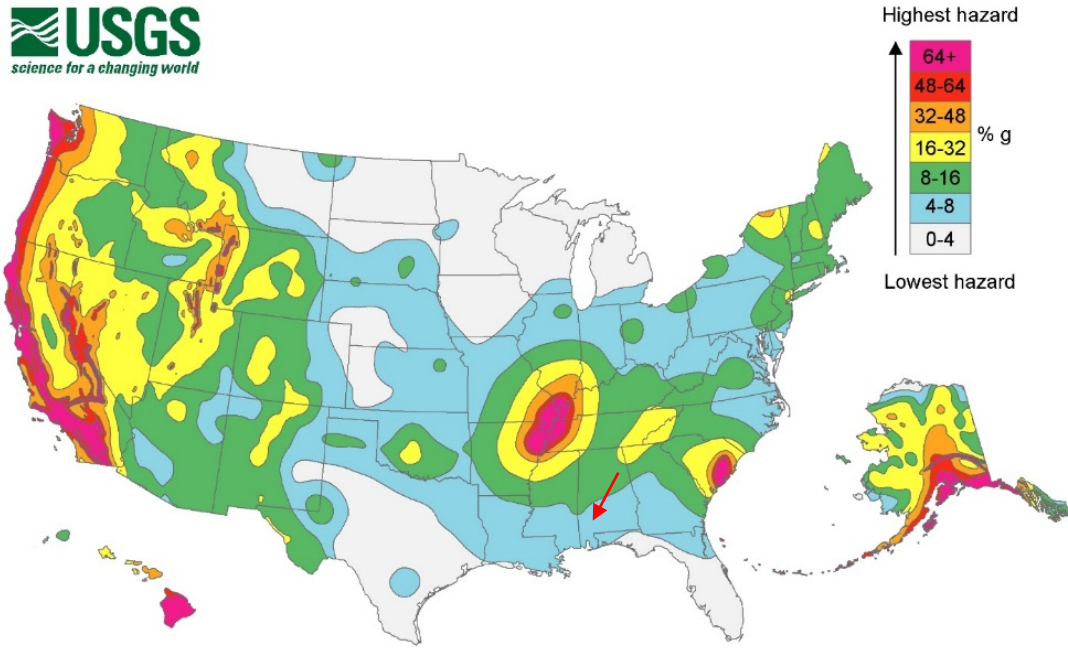 USGS
science for a changing world
Highest hazard
64+
48-64
32-48
16-32
8-16
4-8
0-4
% g
Lowest hazard